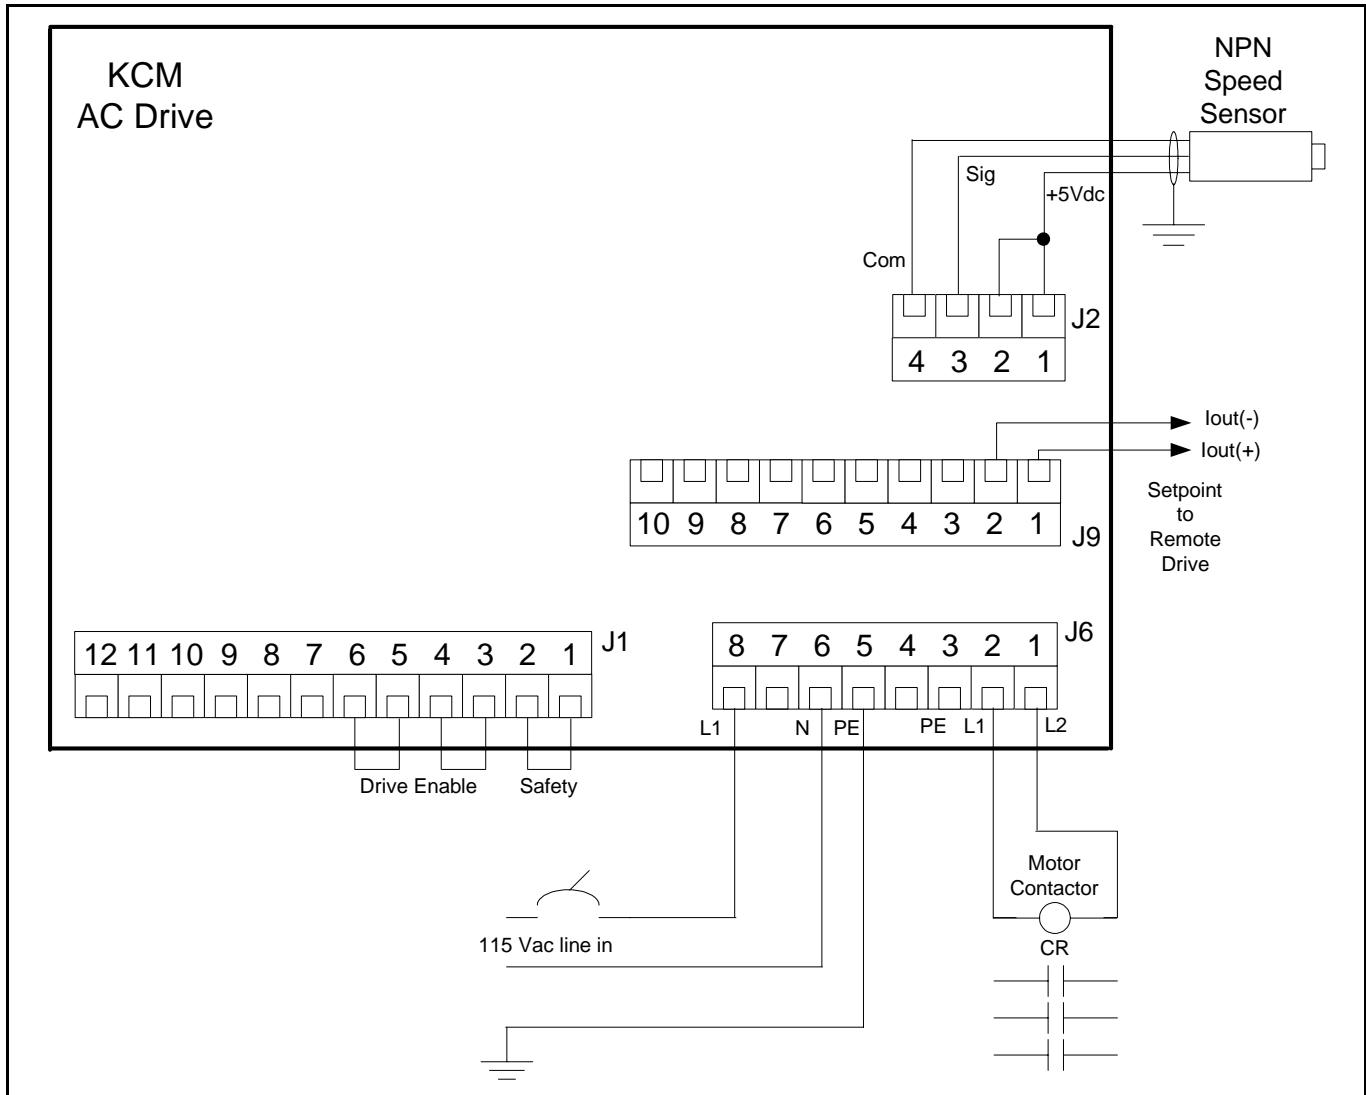 KCM
AC Drive
NPN
Speed
Sensor
Sig
+5Vdc
Com
J2
4 3 2 1
Iout(-)
Iout(+)
Setpoint
to
Remote
Drive
10 9 8 7 6 5 4 3 2 1
J9
12 11 10 9 8 7 6 5 4 3 2 1
J1
8 7 6 5 4 3 2 1
J6
L1 N PE PE L1 L2
Drive Enable
Safety
115 Vac line in
Motor
Contactor
CR